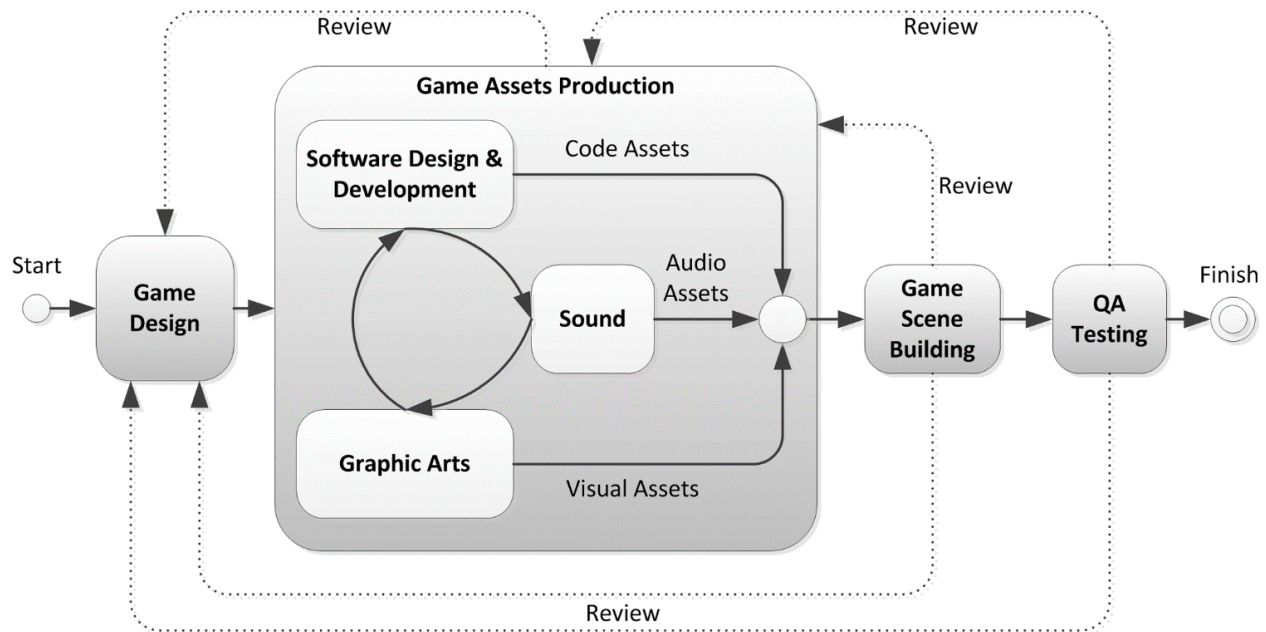 Review
Review
Game Assets Production
Software Design &
Development
Code Assets
Review
Start
Game
Design
Audio
Assets
Sound
Game
Scene
Building
QA
Testing
Finish
Graphic Arts
Visual Assets
Review